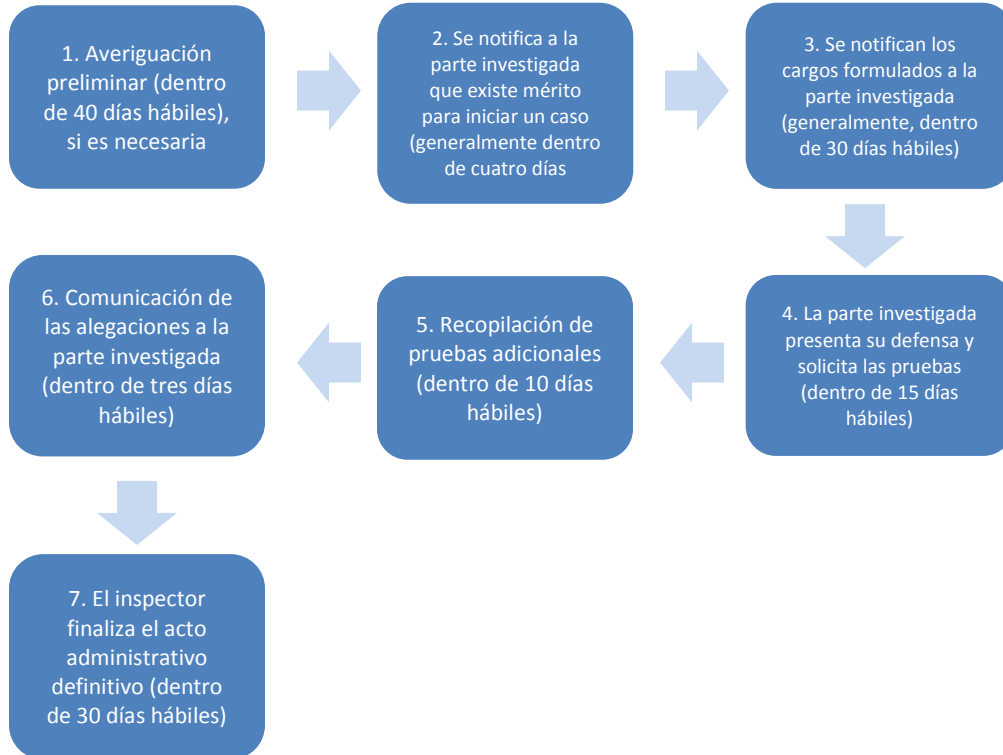 1. Averiguación
preliminar (dentro
de 40 días hábiles),
si es necesaria
2. Se notifica a la
parte investigada
que existe mérito
para iniciar un caso
(generalmente dentro
de cuatro días
3. Se notifican los
cargos formulados a la
parte investigada
(generalmente, dentro
de 30 días hábiles)
4. La parte investigada
presenta su defensa y
solicita las pruebas
(dentro de 15 días
hábiles)
5. Recopilación de
pruebas adicionales
(dentro de 10 días
hábiles)
6. Comunicación de
las alegaciones a la
parte investigada
(dentro de tres días
hábiles)
7. El inspector
finaliza el acto
administrativo
definitivo (dentro
de 30 días hábiles)